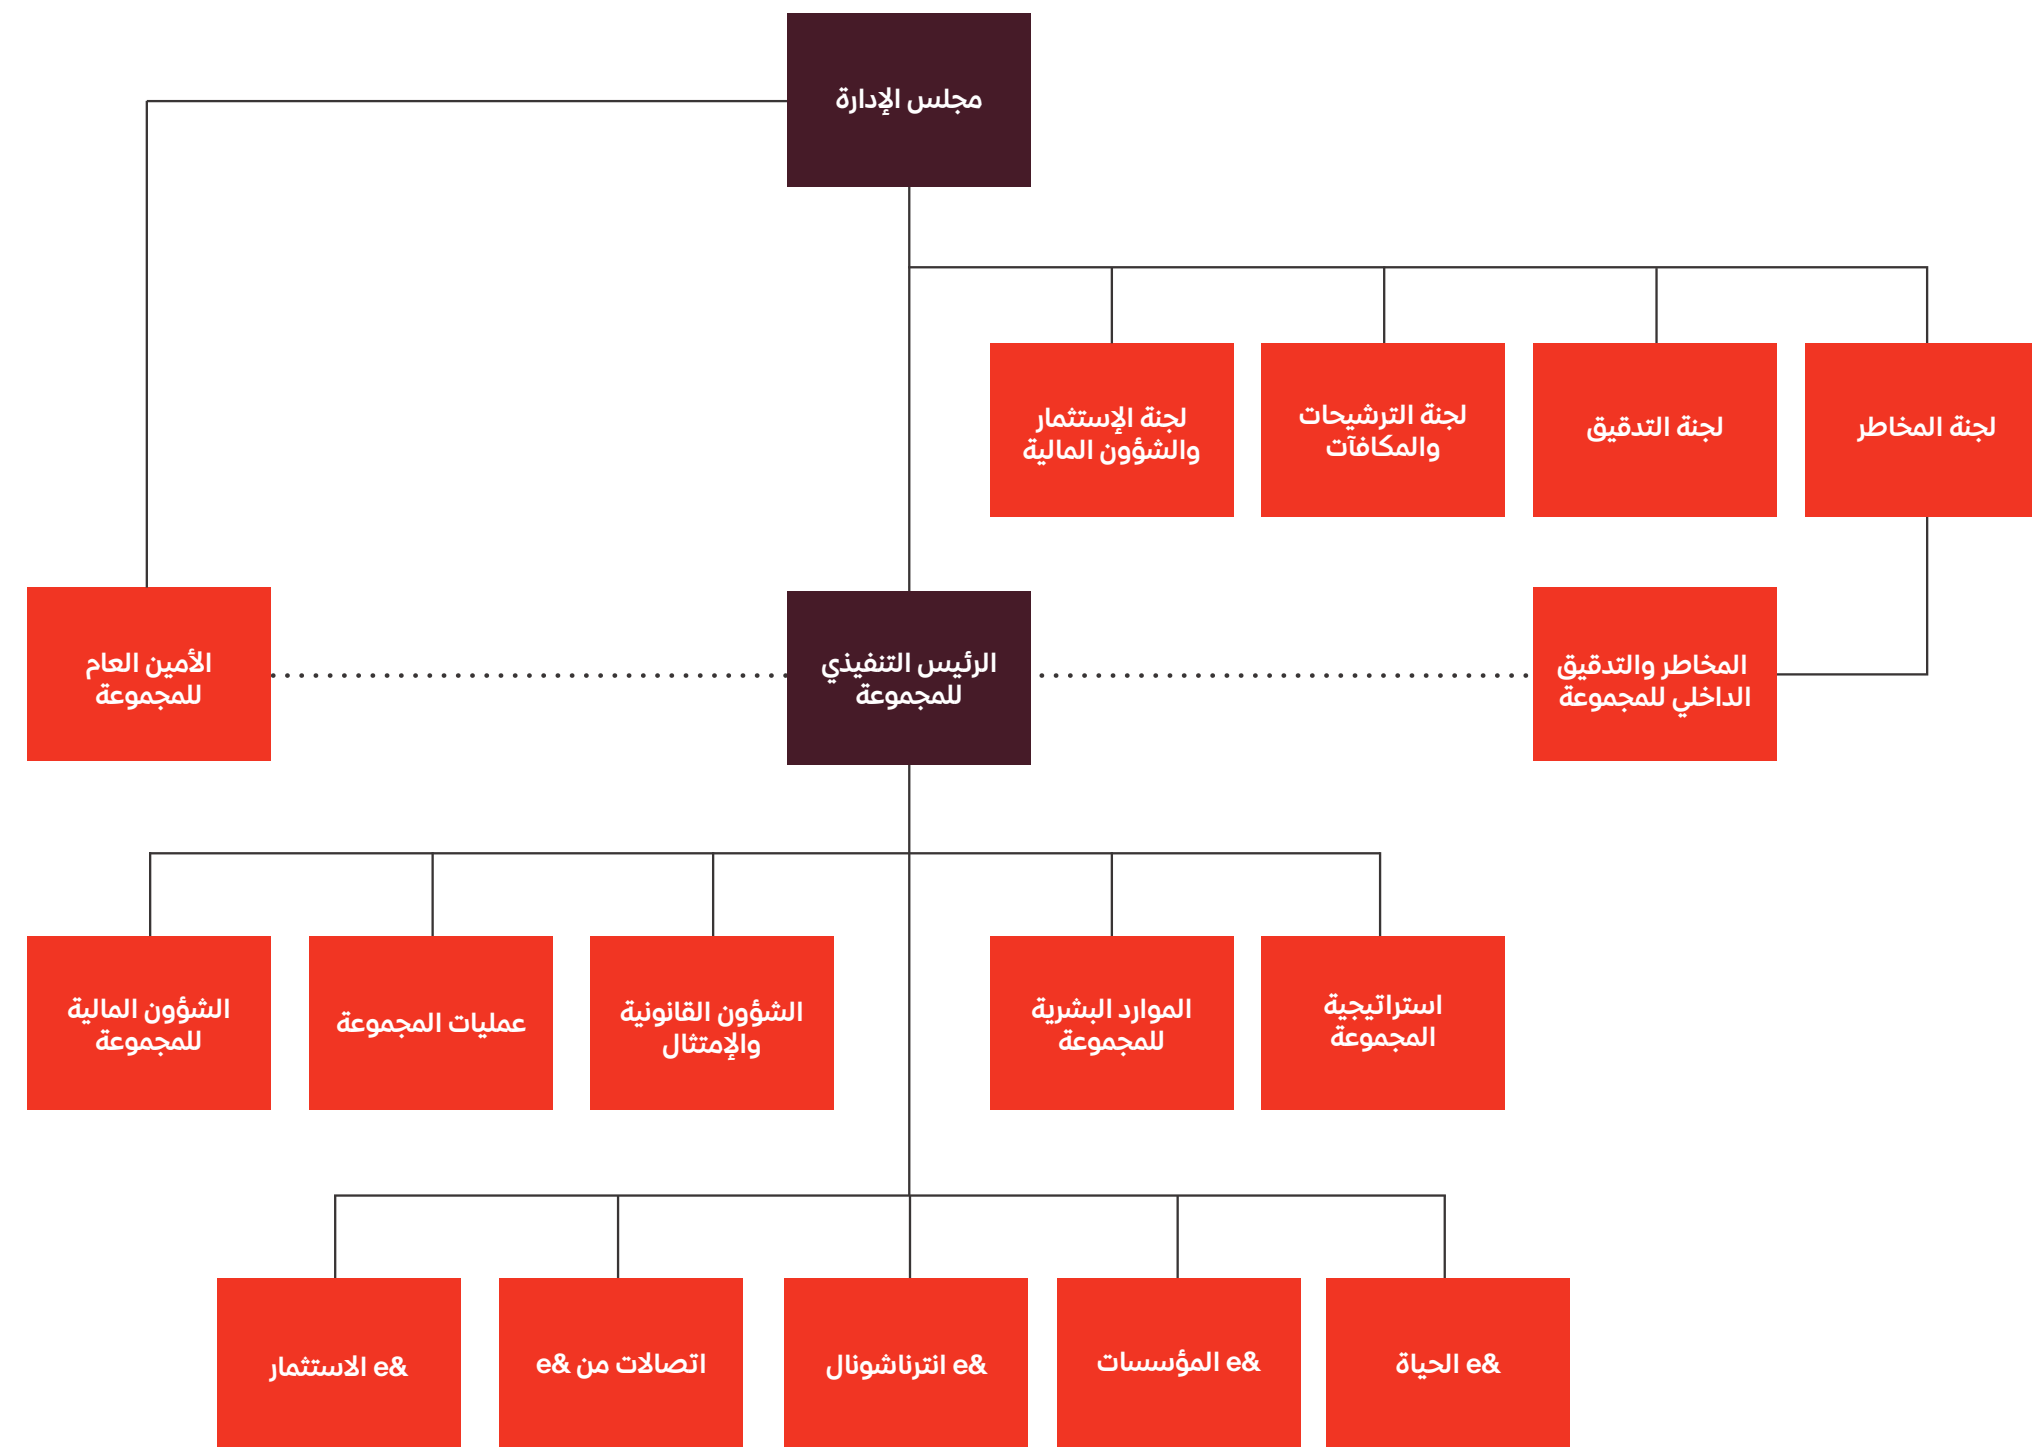 مجلس الإدارة
لجنة المخاطر
لجنة التدقيق
لجنة الترشيحات
والمكافآت
لجنة الإستثمار
والشؤون المالية
المخاطر والتدقيق
الداخلي للمجموعة
الرئيس التنفيذي
للمجموعة
الأمين العام
للمجموعة
استراتيجية
المجموعة
الموارد البشرية
للمجموعة
الشؤون القانونية
والإمتثال
عمليات المجموعة
الشؤون المالية
للمجموعة
e& الحياة
e& المؤسسات
e& انترناشونال
اتصالات من e&
e& الاستثمار